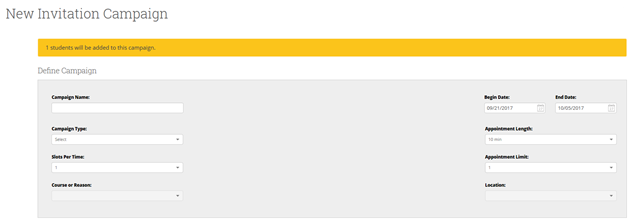 New Invitation Campaign
1 students will be added to this campaign.
Define Campaign
Campaign Name:
Begin Date:
End Date:
09/21/2017
10/05/2017
Campaign Type:
Appointment Length:
Select
10 min
Slots Per Time:
Appointment Limit:
1
1
Course or Reason:
Location: